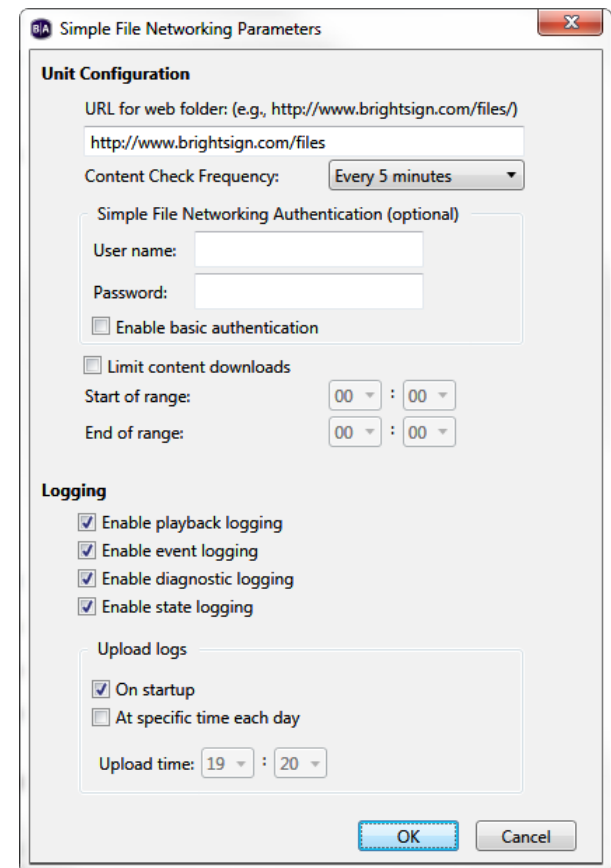 B|A Simple File Networking Parameters
Unit Configuration
URL for web folder: (e.g., http://www.brightsign.com/files/)
http://www.brightsign.com/files
Content Check Frequency: Every 5 minutes
Simple File Networking Authentication (optional)
User name:
Password:
Enable basic authentication
Limit content downloads
Start of range: 00 : 00
End of range: 00 : 00
Logging
Enable playback logging
Enable event logging
Enable diagnostic logging
Enable state logging
Upload logs
On startup
At specific time each day
Upload time: 19 : 20
OK Cancel